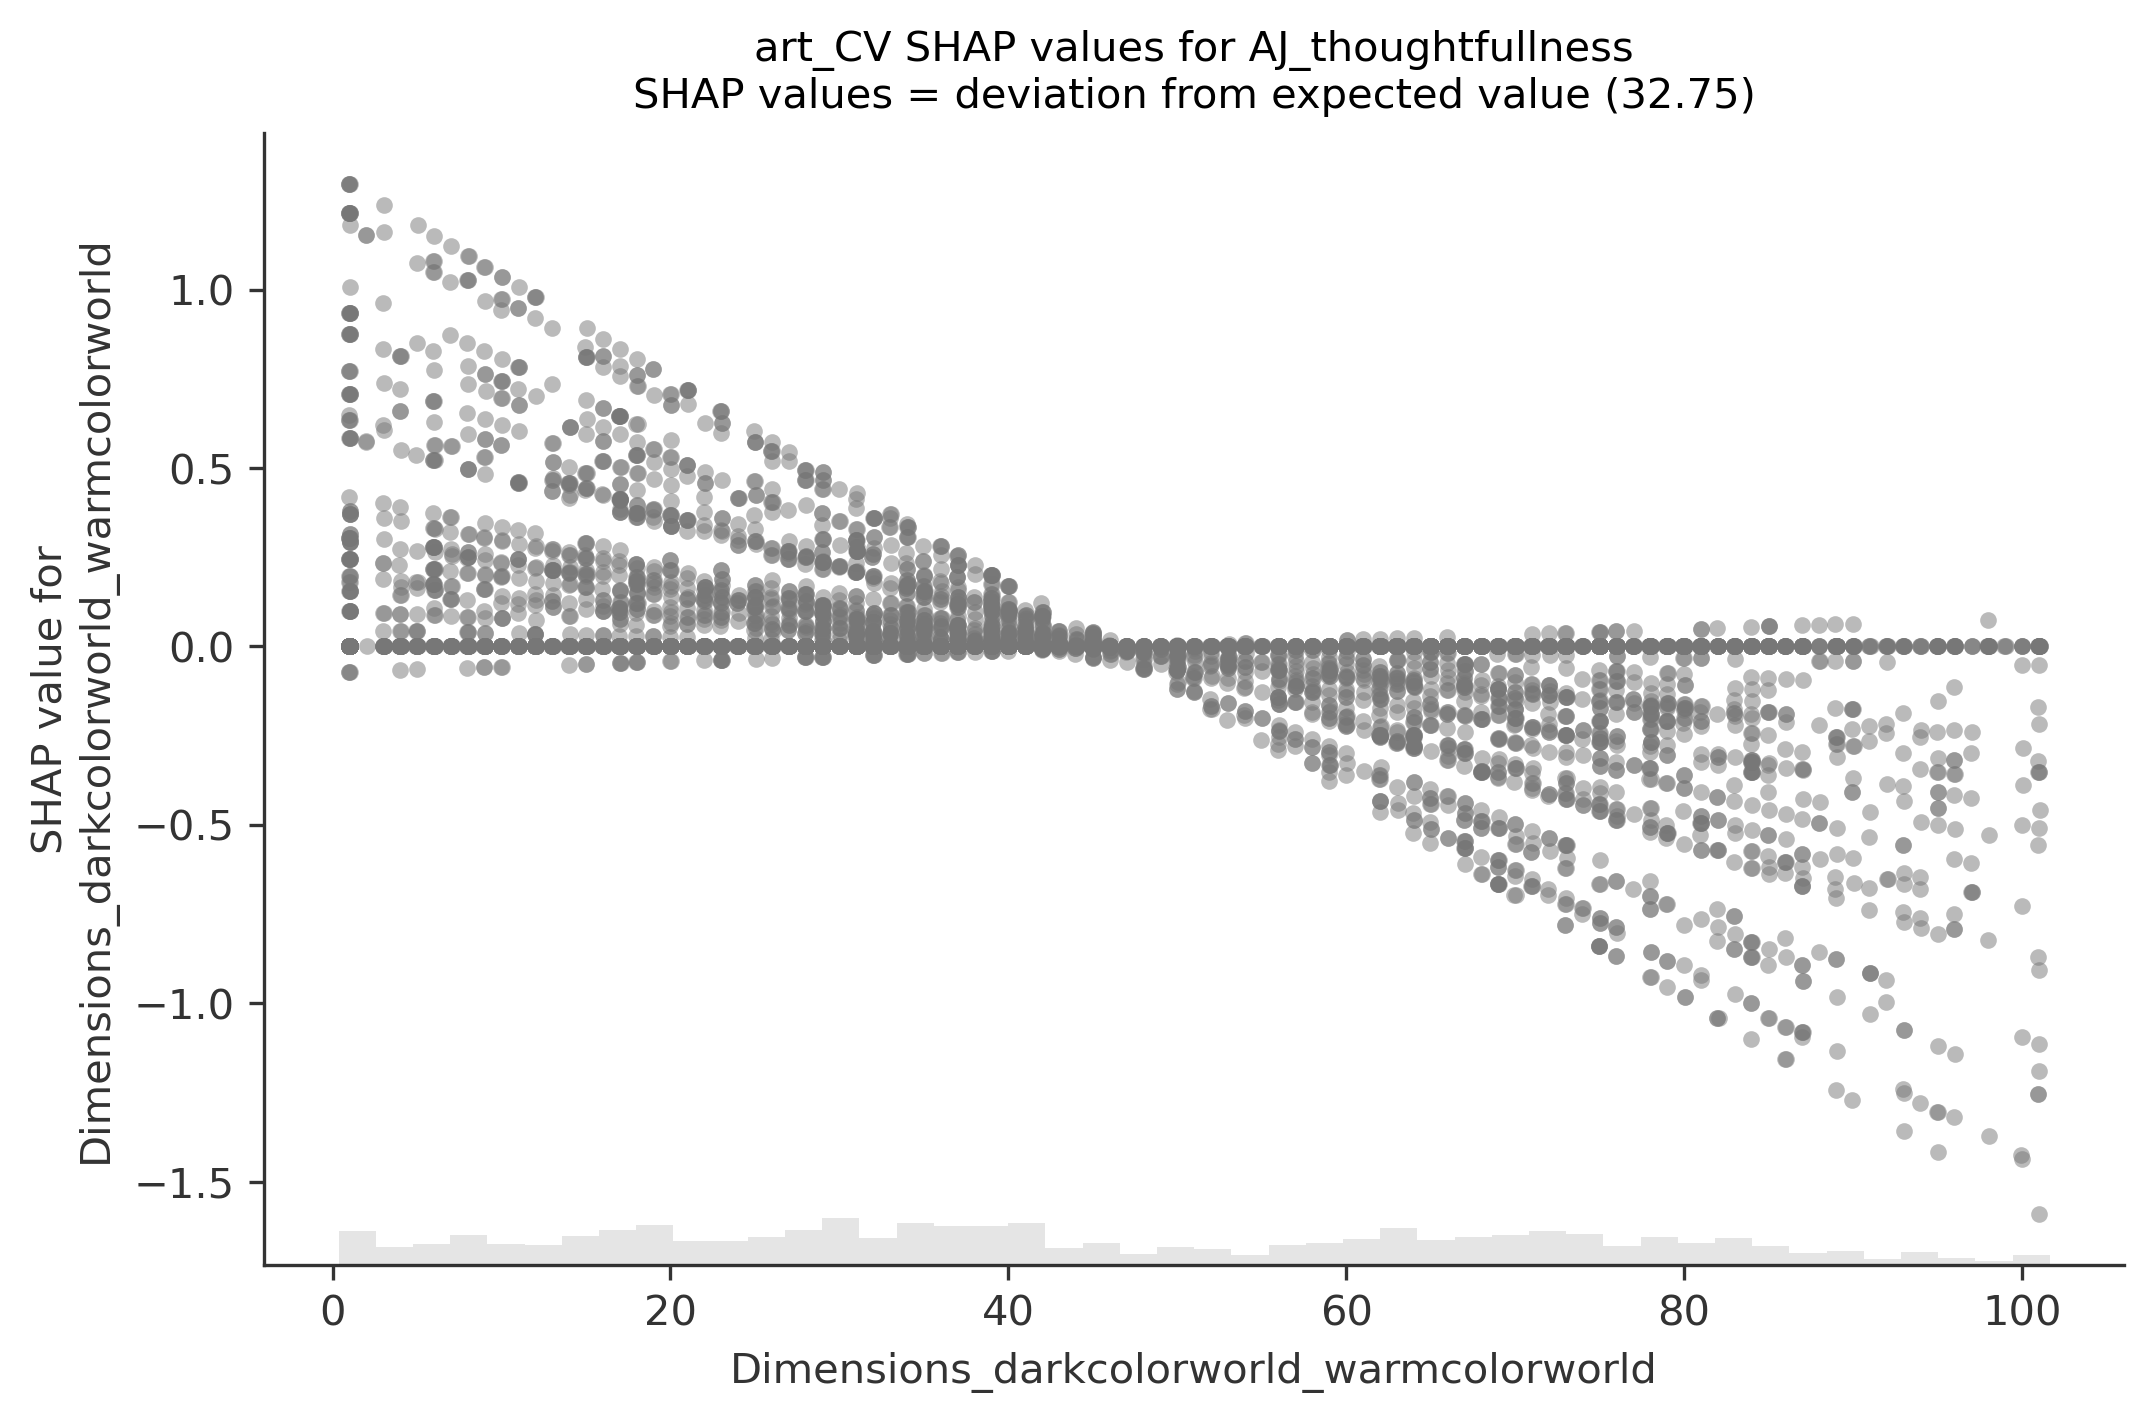 art_CV SHAP values for AJ_thoughtfullness
SHAP values = deviation from expected value (32.75)
SHAP value for
Dimensions_darkcolorworld_warmcolorworld
1.0
0.5
0.0
−0.5
−1.0
−1.5
0 20 40 60 80 100
Dimensions_darkcolorworld_warmcolorworld